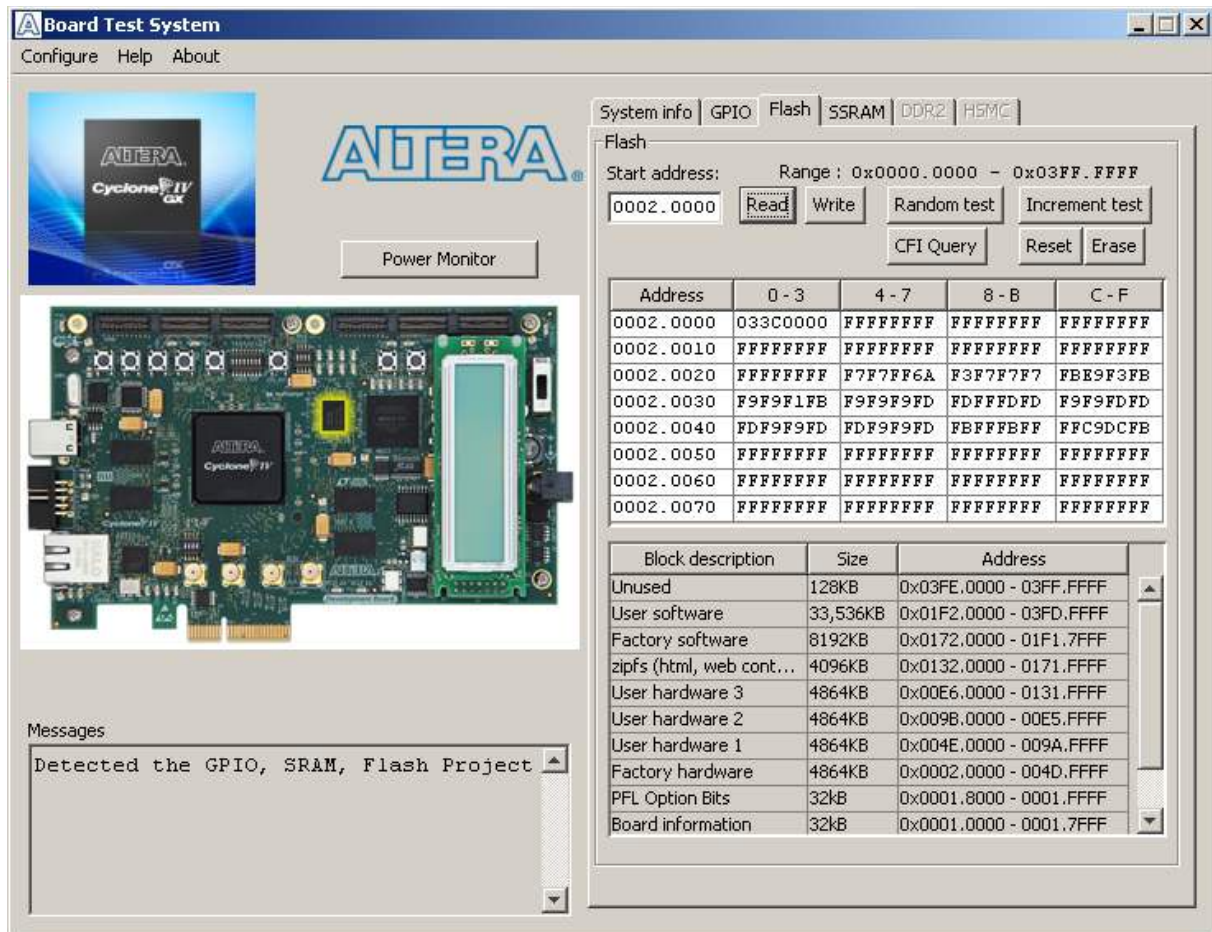 Board Test System
Configure Help About
ALTERA
Cyclone IV
GX
ALTERA®
Power Monitor
ALTERA
Cyclone IV
ALTERA
Development Board
Messages
Detected the GPIO, SRAM, Flash Project
System info GPIO Flash SSRAM DDR2 HSMC
Flash
Start address: Range : 0x0000.0000 - 0x03FF.FFFF
0002.0000 Read Write Random test Increment test
CFI Query Reset Erase
Address 0 - 3 4 - 7 8 - B C - F
0002.0000 033C0000 FFFFFFFF FFFFFFFF FFFFFFFF
0002.0010 FFFFFFFF FFFFFFFF FFFFFFFF FFFFFFFF
0002.0020 FFFFFFFF F7F7FF6A F3F7F7F7 FBE9F3FB
0002.0030 F9F9F1FB F9F9F9FD FDFFFDFD F9F9FDFD
0002.0040 FDF9F9FD FDF9F9FD FBFFFBFF FFC9DCFB
0002.0050 FFFFFFFF FFFFFFFF FFFFFFFF FFFFFFFF
0002.0060 FFFFFFFF FFFFFFFF FFFFFFFF FFFFFFFF
0002.0070 FFFFFFFF FFFFFFFF FFFFFFFF FFFFFFFF
Block description Size Address
Unused 128KB 0x03FE.0000 - 03FF.FFFF
User software 33,536KB 0x01F2.0000 - 03FD.FFFF
Factory software 8192KB 0x0172.0000 - 01F1.7FFF
zipfs (html, web cont... 4096KB 0x0132.0000 - 0171.FFFF
User hardware 3 4864KB 0x00E6.0000 - 0131.FFFF
User hardware 2 4864KB 0x009B.0000 - 00E5.FFFF
User hardware 1 4864KB 0x004E.0000 - 009A.FFFF
Factory hardware 4864KB 0x0002.0000 - 004D.FFFF
PFL Option Bits 32kB 0x0001.8000 - 0001.FFFF
Board information 32kB 0x0001.0000 - 0001.7FFF